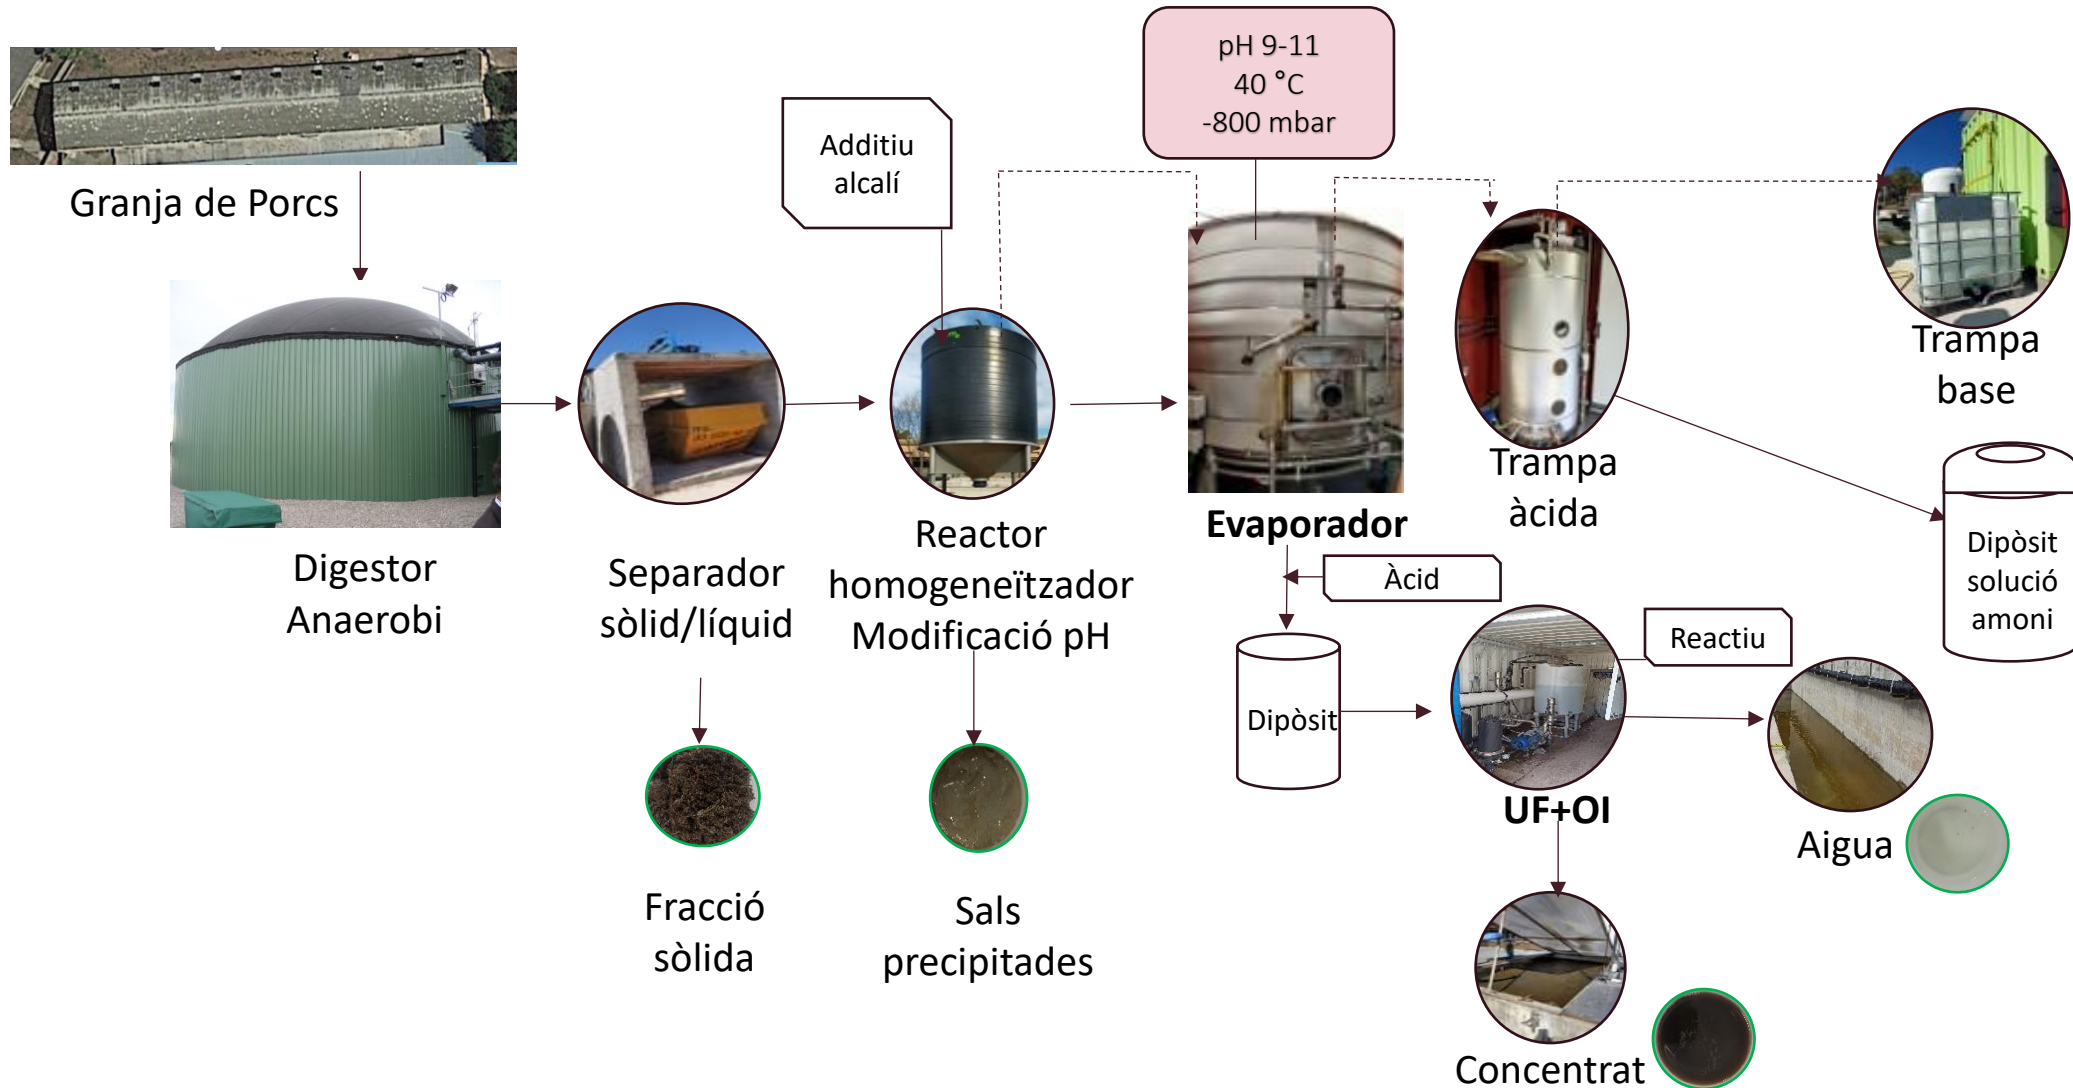 pH 9-11
40 °C
-800 mbar
Additiu
alcalí
Granja de Porcs
Trampa
base
Trampa
àcida
Evaporador
Reactor
homogeneïtzador
Modificació pH
Separador
sòlid/líquid
Digestor
Anaerobi
Dipòsit
solució
amoni
Àcid
Reactiu
Dipòsit
UF+OI
Aigua
Fracció
sòlida
Sals
precipitades
Concentrat